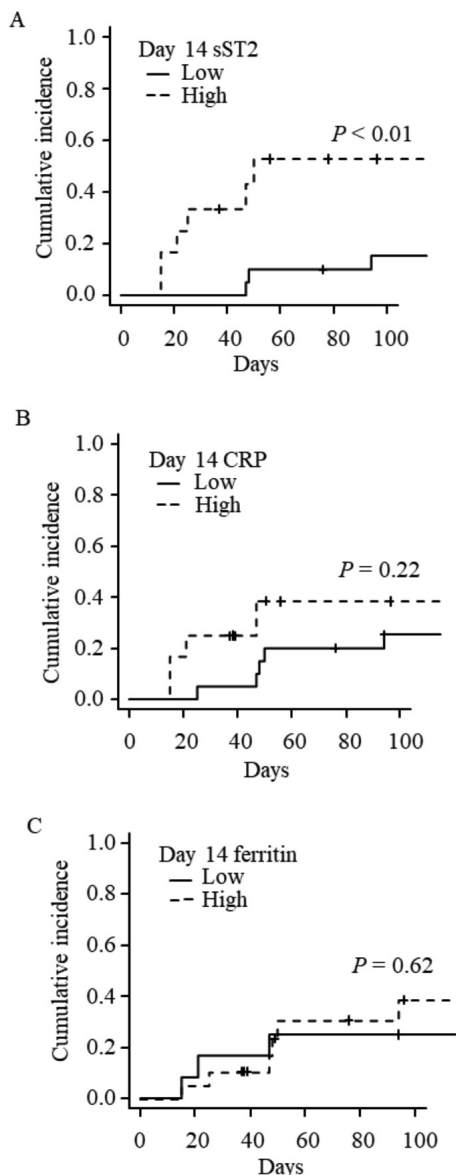 A
Day 14 sST2
Low
High
P < 0.01
Cumulative incidence
1.0
0.8
0.6
0.4
0.2
0.0
0 20 40 60 80 100
Days
B
Day 14 CRP
Low
High
P = 0.22
Cumulative incidence
1.0
0.8
0.6
0.4
0.2
0.0
0 20 40 60 80 100
Days
C
Day 14 ferritin
Low
High
P = 0.62
Cumulative incidence
1.0
0.8
0.6
0.4
0.2
0.0
0 20 40 60 80 100
Days